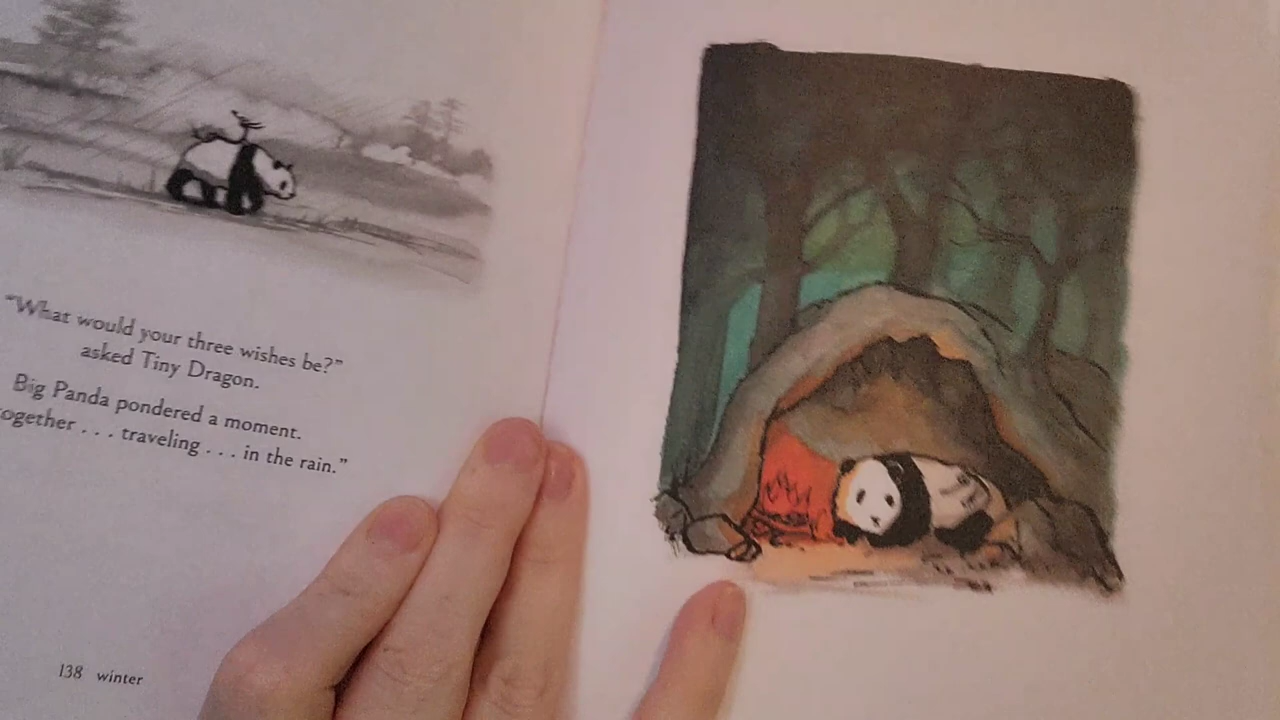 “What would your three wishes be?”
asked Tiny Dragon.
Big Panda pondered a moment.
together . . . traveling . . . in the rain.”
138 winter